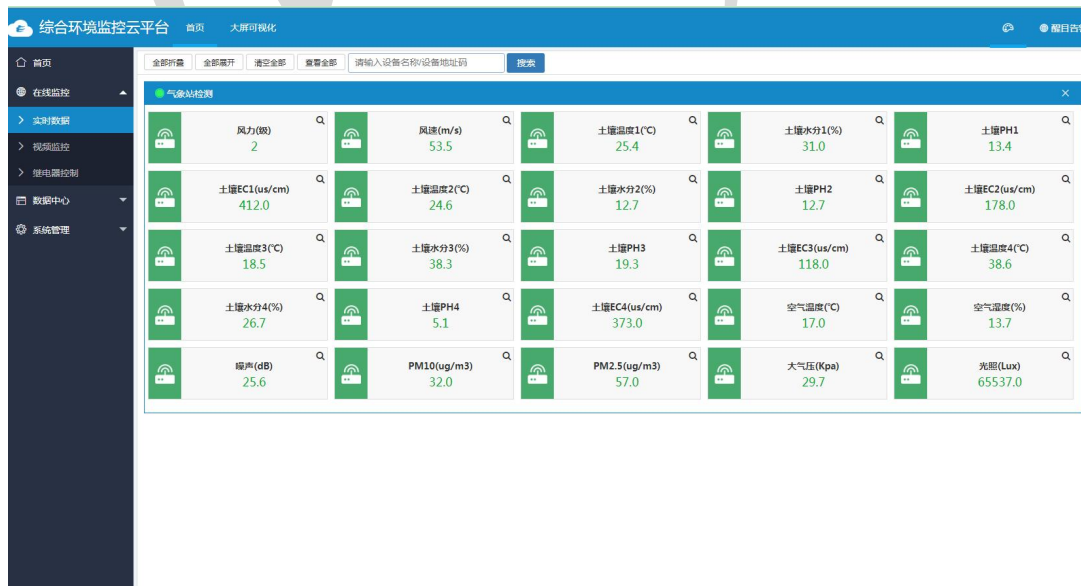 综合环境监控云平台 首页 大屏可视化
首页
在线监控
实时数据
视频监控
继电器控制
数据中心
系统管理
全部折叠 全部展开 清空全部 查看全部 请输入设备名称/设备地址码 搜索
气象站检测
风力(级) 风速(m/s) 土壤温度1(℃) 土壤水分1(%) 土壤PH1
2 53.5 25.4 31.0 13.4
土壤EC1(us/cm) 土壤温度2(℃) 土壤水分2(%) 土壤PH2 土壤EC2(us/cm)
412.0 24.6 12.7 12.7 178.0
土壤温度3(℃) 土壤水分3(%) 土壤PH3 土壤EC3(us/cm) 土壤温度4(℃)
18.5 38.3 19.3 118.0 38.6
土壤水分4(%) 土壤PH4 土壤EC4(us/cm) 空气温度(℃) 空气湿度(%)
26.7 5.1 373.0 17.0 13.7
噪声(dB) PM10(ug/m3) PM2.5(ug/m3) 大气压(Kpa) 光照(Lux)
25.6 32.0 57.0 29.7 65537.0